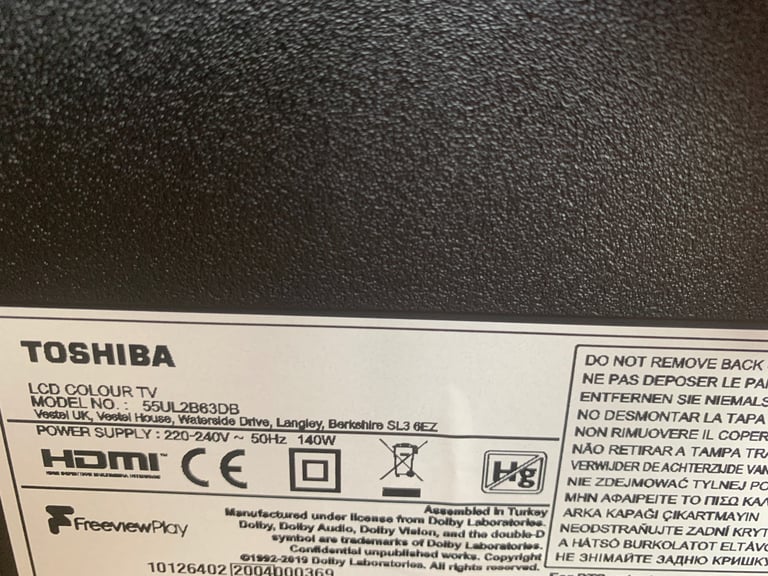 TOSHIBA
LCD COLOUR TV
MODEL NO.: 55UL2B63DB
Vestel UK, Vestel House, Waterside Drive, Langley, Berkshire SL3 6EZ
POWER SUPPLY : 220-240V ~ 50Hz 140W
HDMI
HIGH DEFINITION MULTIMEDIA INTERFACE
CE
Hg
FreeviewPlay
Assembled in Turkey
Manufactured under license from Dolby Laboratories.
Dolby, Dolby Audio, Dolby Vision, and the double-D
symbol are trademarks of Dolby Laboratories.
Confidential unpublished works. Copyright
©1992-2019 Dolby Laboratories. All rights reserved.
10126402 2004000369
DO NOT REMOVE BACK
NE PAS DEPOSER LE
ENTFERNEN SIE NIEMALS
NO DESMONTAR LA TAPA
NON RIMUOVERE IL
NÃO RETIRAR A TAMPA
VERWIJDER DE ACHTERZIJDE
NIE ZDEJMOWAĆ TYLNEJ
ΜΗΝ ΑΦΑΙΡΕΙΤΕ ΤΟ ΠΙΣΩ
ARKA KAPAĞI ÇIKARTMAYIN
NEODSTRAŇUJTE ZADNÍ
A HÁTSÓ BURKOLATOT
НЕ ЗНІМАЙТЕ ЗАДНЮ КРИШКУ